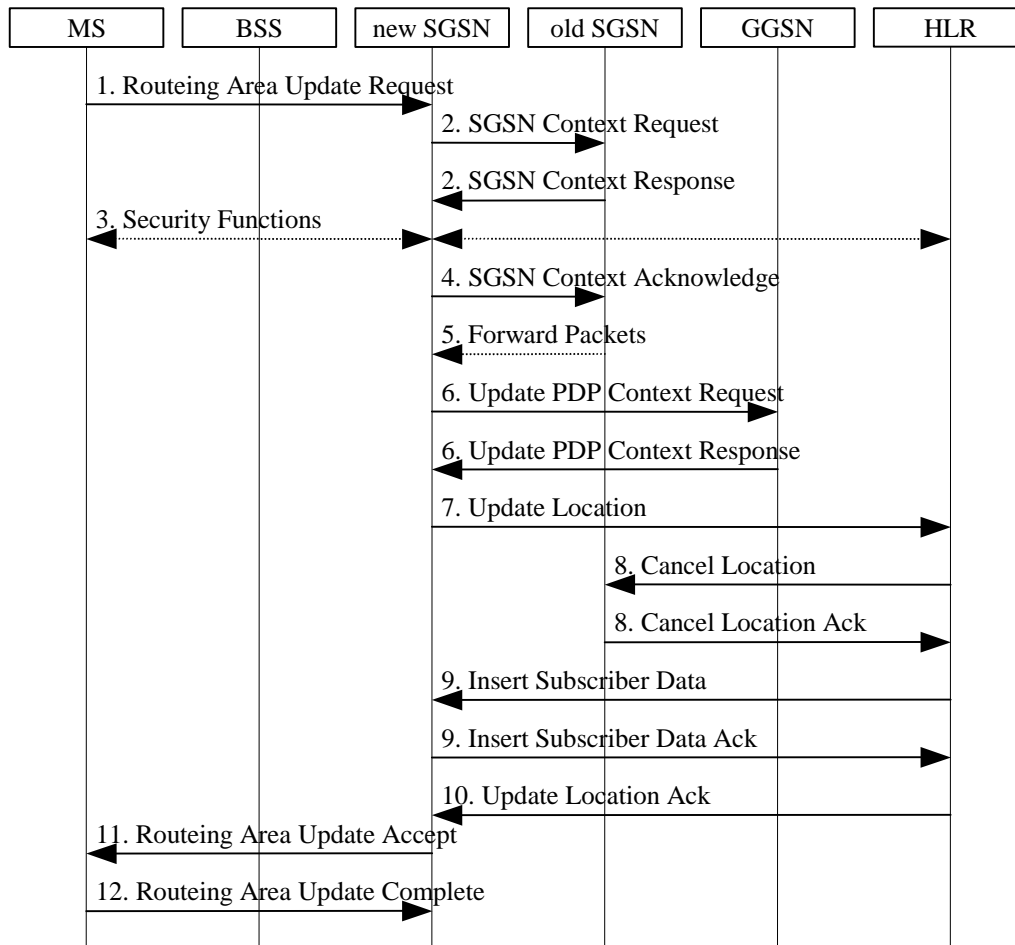 MS BSS new SGSN old SGSN GGSN HLR
1. Routeing Area Update Request
2. SGSN Context Request
2. SGSN Context Response
3. Security Functions
4. SGSN Context Acknowledge
5. Forward Packets
6. Update PDP Context Request
6. Update PDP Context Response
7. Update Location
8. Cancel Location
8. Cancel Location Ack
9. Insert Subscriber Data
9. Insert Subscriber Data Ack
10. Update Location Ack
11. Routeing Area Update Accept
12. Routeing Area Update Complete